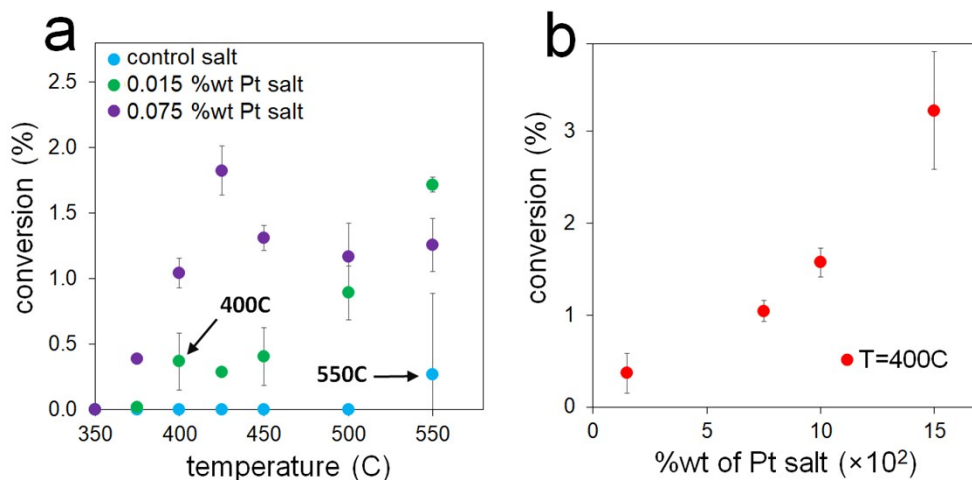 a
control salt
0.015 %wt Pt salt
0.075 %wt Pt salt
conversion (%)
2.5
2.0
1.5
1.0
0.5
0.0
400C
550C
350 400 450 500 550
temperature (C)
b
conversion (%)
3
2
1
0
T=400C
0 5 10 15
%wt of Pt salt (×10²)